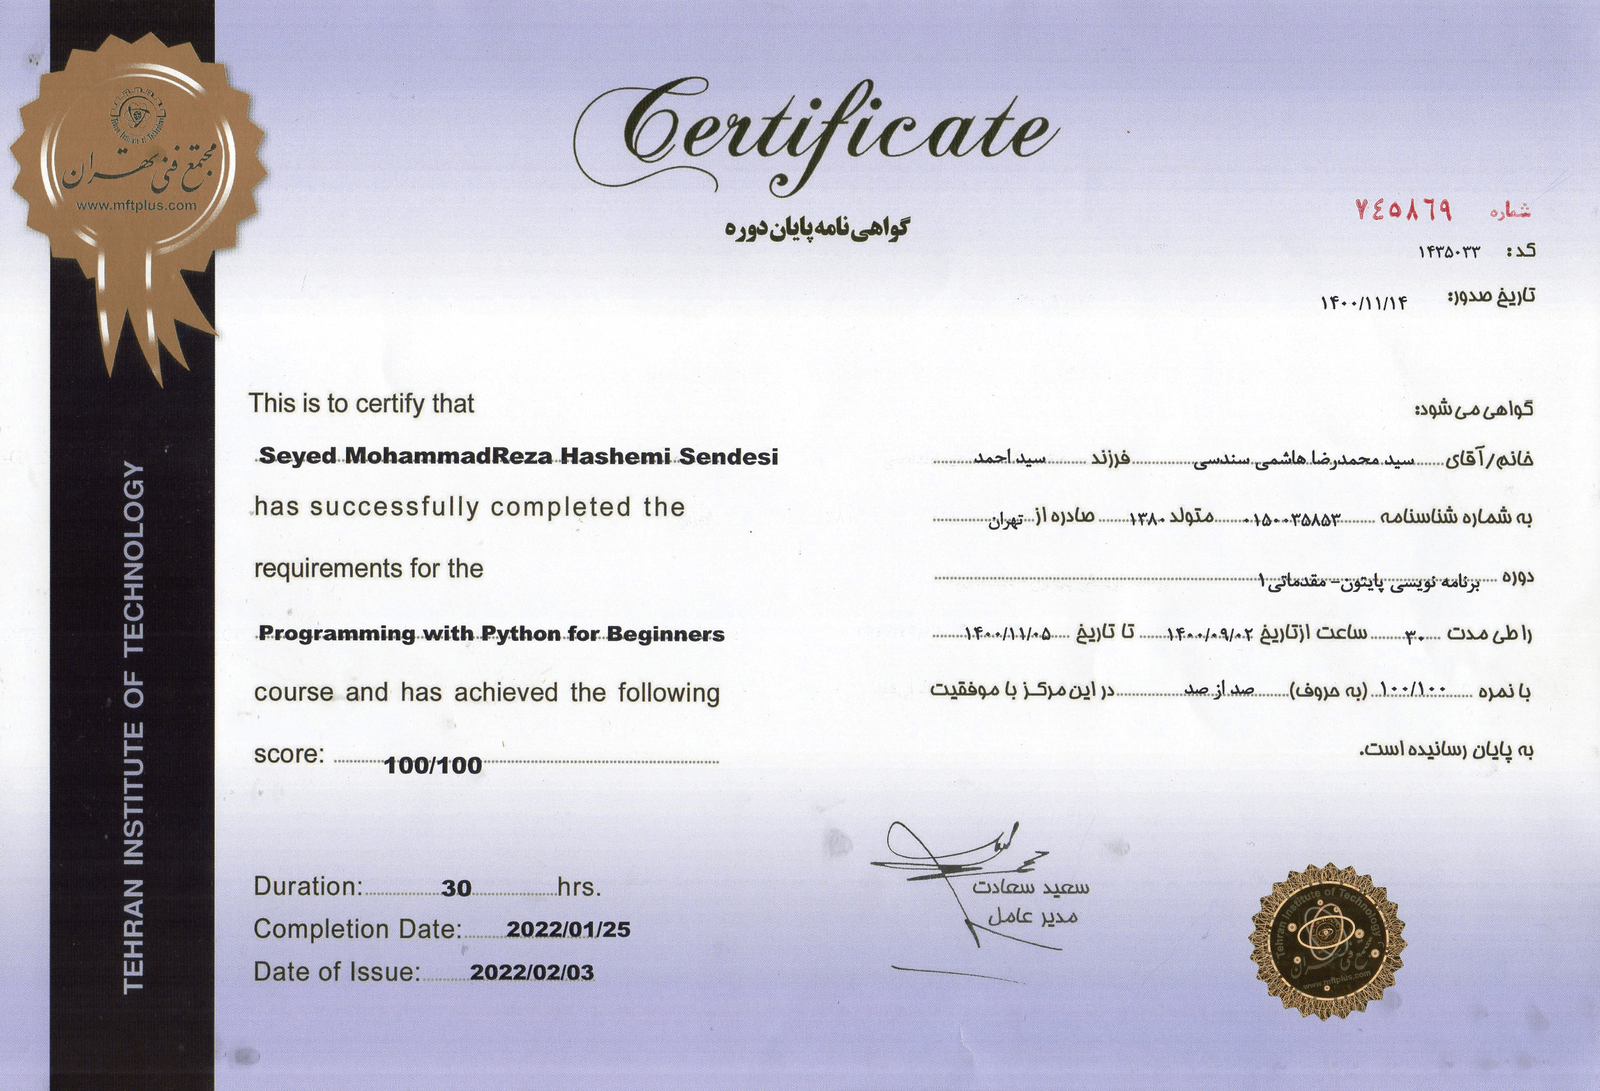 مجتمع فنی تهران
www.mftplus.com
TEHRAN INSTITUTE OF TECHNOLOGY
Certificate
گواهی‌نامه پایان دوره
شماره ۷٤۵۸٦۹
کد: ۱۴۳۵۰۳۳
تاریخ صدور: ۱۴۰۰/۱۱/۱۴
This is to certify that
Seyed MohammadReza Hashemi Sendesi
has successfully completed the
requirements for the
Programming with Python for Beginners
course and has achieved the following
score: 100/100
Duration: 30 hrs.
Completion Date: 2022/01/25
Date of Issue: 2022/02/03
گواهی می شود:
خانم/آقای سید محمدرضا هاشمی سندسی فرزند سید احمد
به شماره شناسنامه ۰۱۵۰۰۳۵۸۵۳ متولد ۱۳۸۰ صادره از تهران
دوره برنامه نویسی پایتون- مقدماتی ۱
را طی مدت ۳۰ ساعت از تاریخ ۱۴۰۰/۰۹/۰۲ تا تاریخ ۱۴۰۰/۱۱/۰۵
با نمره ۱۰۰/۱۰۰ (به حروف) صد از صد در این مرکز با موفقیت
به پایان رسانیده است.
سعید سعادت
مدیر عامل
Tehran Institute of Technology
مجتمع فنی تهران
www.mftplus.com